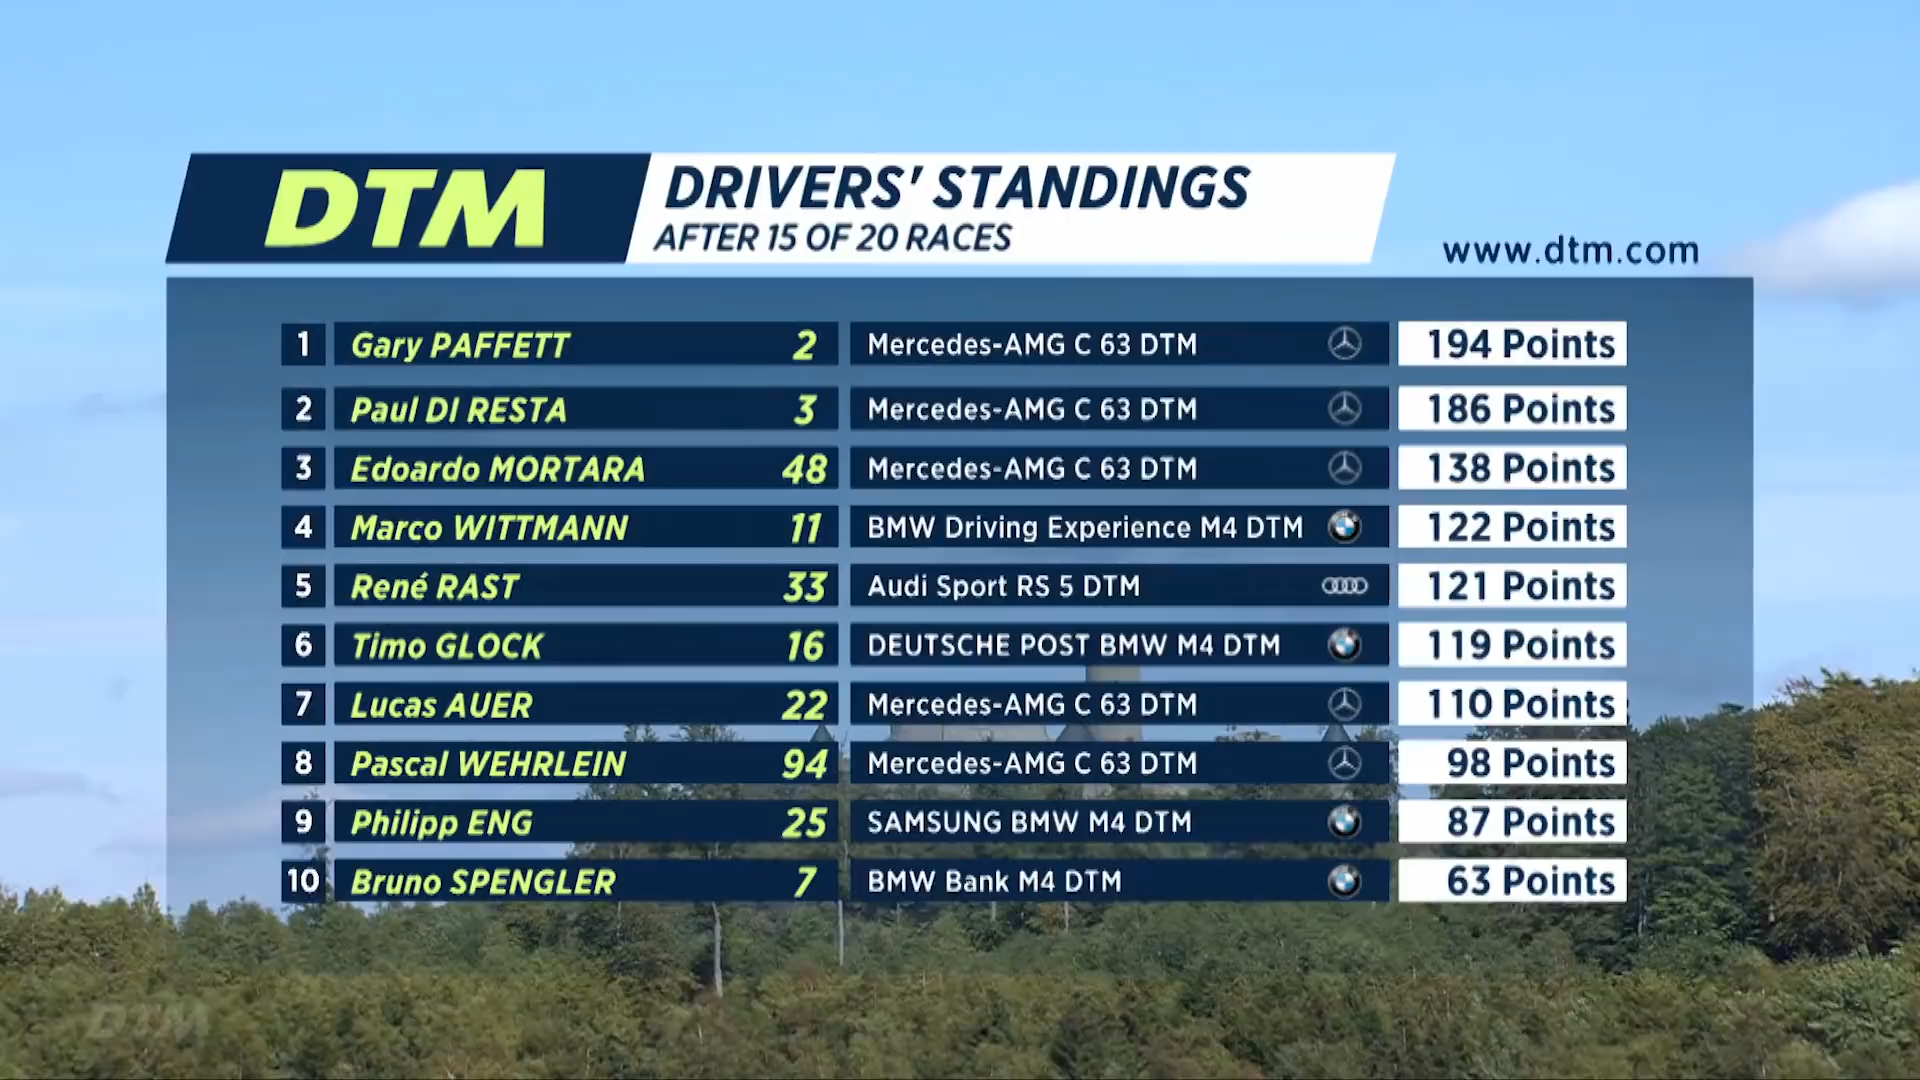 DTM DRIVERS' STANDINGS
AFTER 15 OF 20 RACES
www.dtm.com
1 Gary PAFFETT 2 Mercedes-AMG C 63 DTM 194 Points
2 Paul DI RESTA 3 Mercedes-AMG C 63 DTM 186 Points
3 Edoardo MORTARA 48 Mercedes-AMG C 63 DTM 138 Points
4 Marco WITTMANN 11 BMW Driving Experience M4 DTM 122 Points
5 René RAST 33 Audi Sport RS 5 DTM 121 Points
6 Timo GLOCK 16 DEUTSCHE POST BMW M4 DTM 119 Points
7 Lucas AUER 22 Mercedes-AMG C 63 DTM 110 Points
8 Pascal WEHRLEIN 94 Mercedes-AMG C 63 DTM 98 Points
9 Philipp ENG 25 SAMSUNG BMW M4 DTM 87 Points
10 Bruno SPENGLER 7 BMW Bank M4 DTM 63 Points
DTM